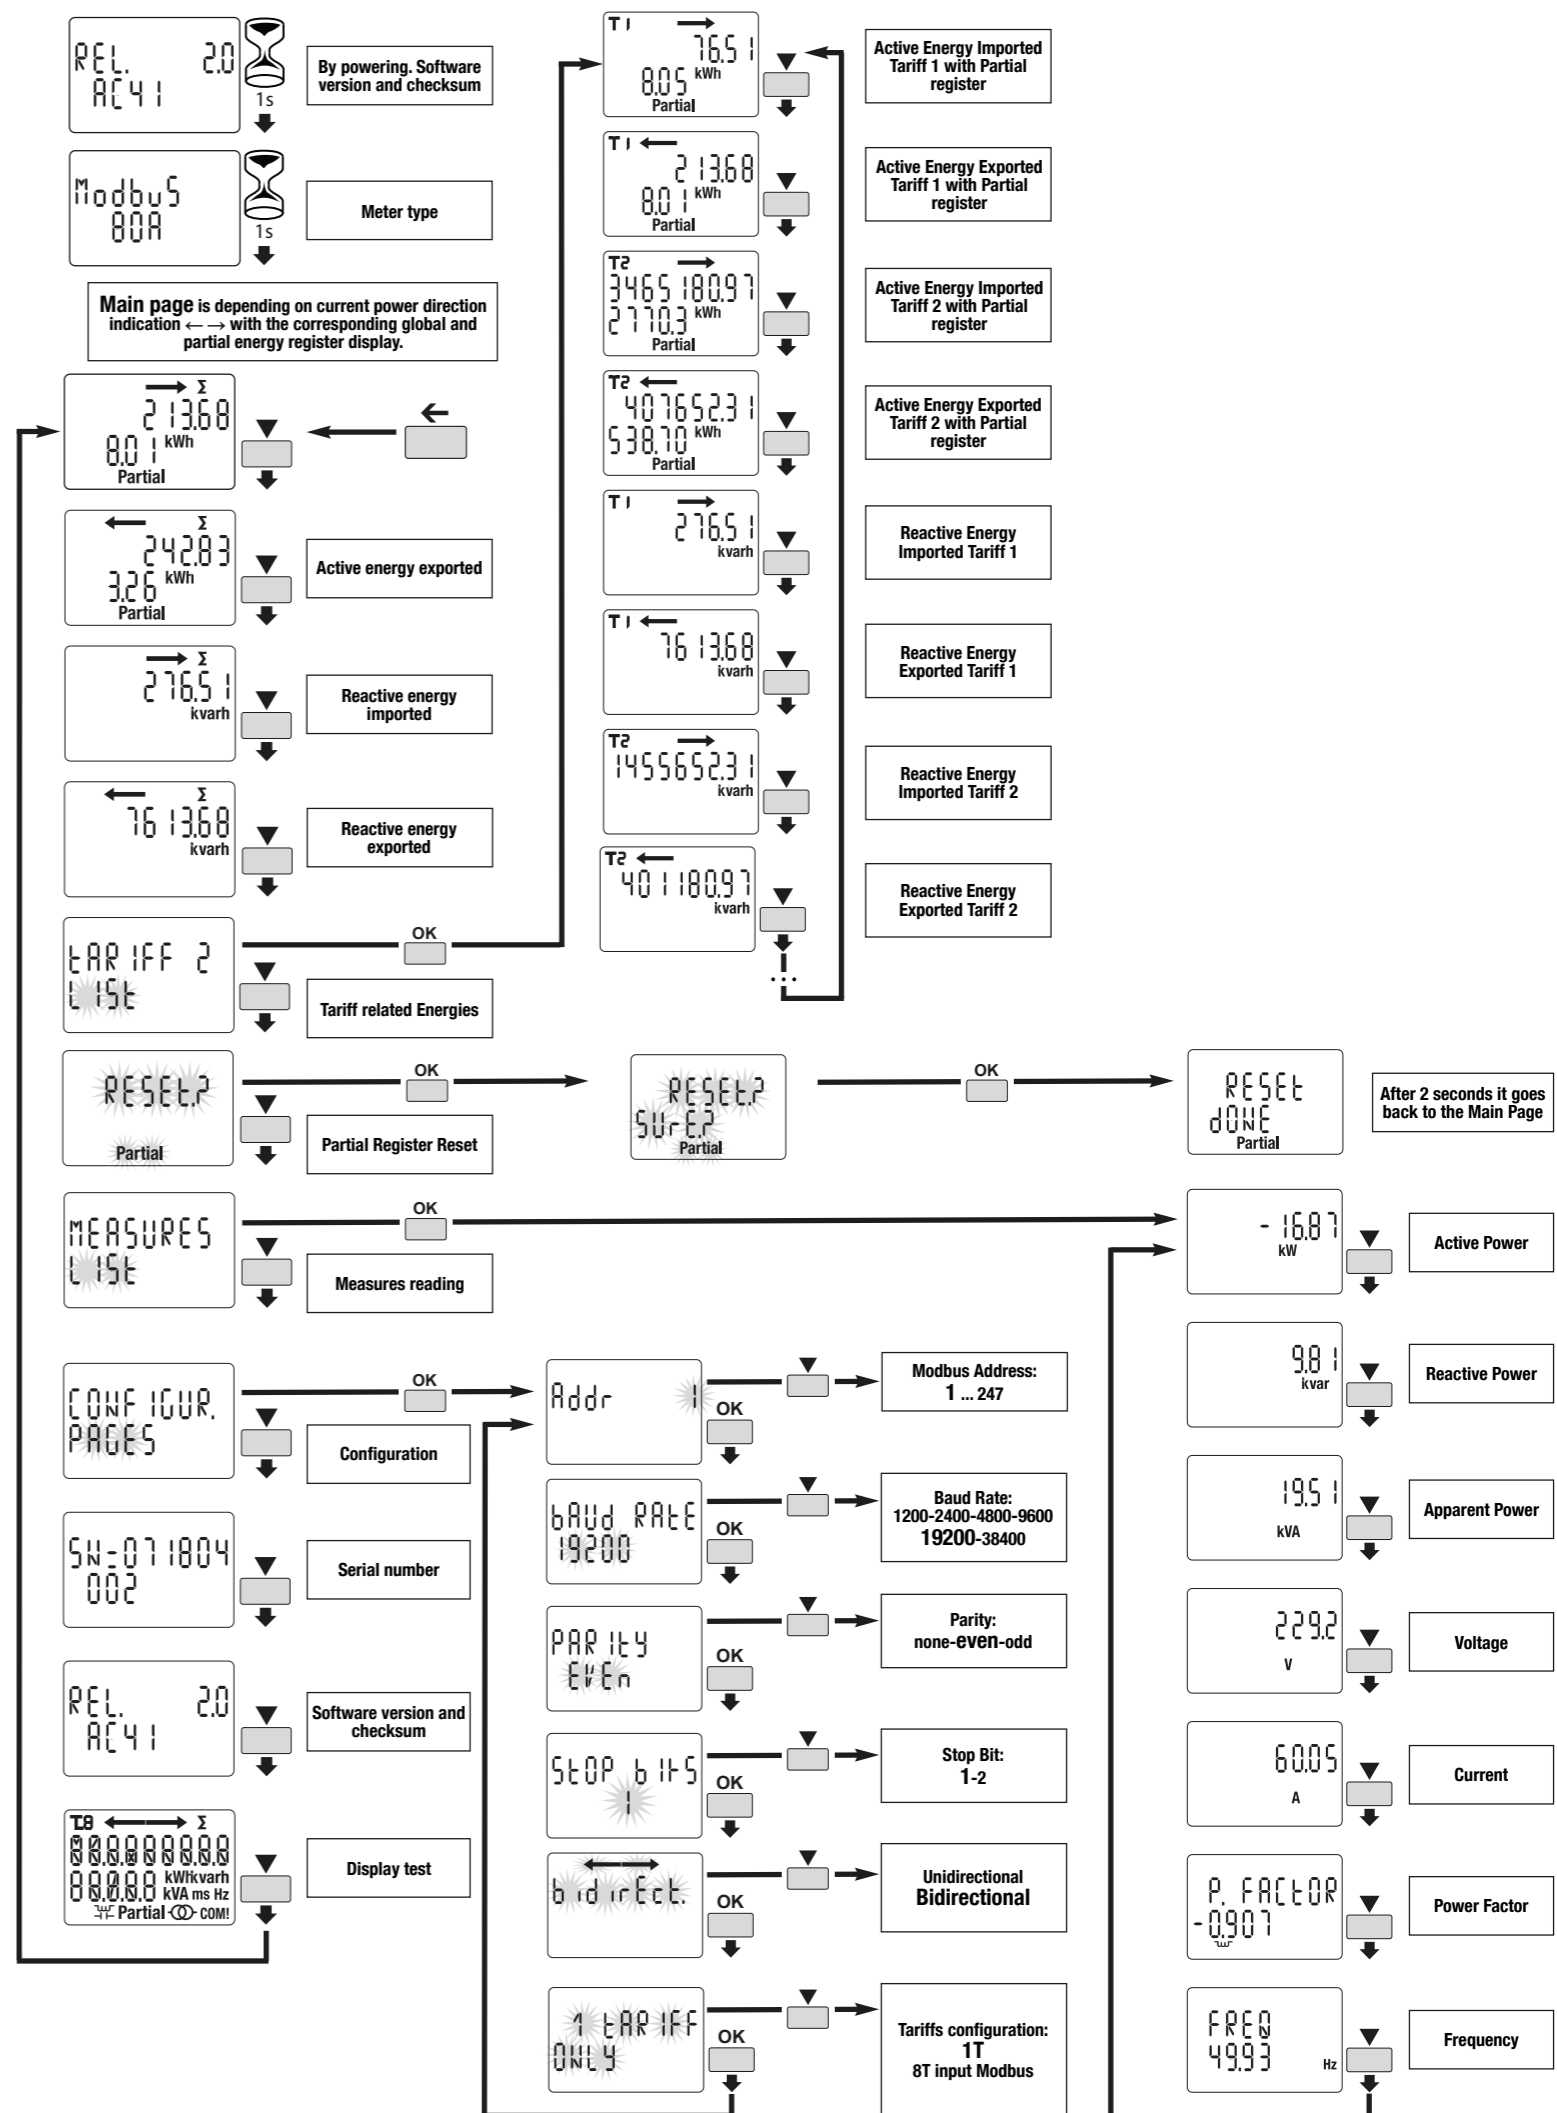 REL. 2.0
AC41
1s
By powering. Software
version and checksum
Modbus
80A
1s
Meter type
Main page is depending on current power direction
indication ← → with the corresponding global and
partial energy register display.
→ Σ
213.68
8.01 kWh
Partial
←
← Σ
242.83
3.26 kWh
Partial
Active energy exported
→ Σ
276.51
kvarh
Reactive energy
imported
← Σ
7613.68
kvarh
Reactive energy
exported
tARIFF 2
LISt
OK
Tariff related Energies
RESEt.?
Partial
OK
Partial Register Reset
RESEt.?
SUrE.?
Partial
OK
RESEt
dONE
Partial
After 2 seconds it goes
back to the Main Page
MEASURES
LISt
OK
Measures reading
CONFIGUR.
PAGES
OK
Configuration
SN=071804
002
Serial number
REL. 2.0
AC41
Software version and
checksum
T8 ← → Σ
kWh kvarh
kVA ms Hz
Partial COM!
Display test
T1 →
76.51
8.05 kWh
Partial
Active Energy Imported
Tariff 1 with Partial
register
T1 ←
213.68
8.01 kWh
Partial
Active Energy Exported
Tariff 1 with Partial
register
T2 →
3465180.97
2770.3 kWh
Partial
Active Energy Imported
Tariff 2 with Partial
register
T2 ←
407652.31
538.70 kWh
Partial
Active Energy Exported
Tariff 2 with Partial
register
T1 →
276.51
kvarh
Reactive Energy
Imported Tariff 1
T1 ←
7613.68
kvarh
Reactive Energy
Exported Tariff 1
T2 →
1455652.31
kvarh
Reactive Energy
Imported Tariff 2
T2 ←
401180.97
kvarh
Reactive Energy
Exported Tariff 2
...
Addr 1
OK
Modbus Address:
1 ... 247
bAUd RAtE
19200
OK
Baud Rate:
1200-2400-4800-9600
19200-38400
PARItY
EVEn
OK
Parity:
none-even-odd
StOP bItS
1
OK
Stop Bit:
1-2
← →
bidirEct.
OK
Unidirectional
Bidirectional
1 tARIFF
ONLY
OK
Tariffs configuration:
1T
8T input Modbus
-16.87
kW
Active Power
9.81
kvar
Reactive Power
19.51
kVA
Apparent Power
229.2
V
Voltage
60.05
A
Current
P. FACtOR
-0.907
Power Factor
FREQ
49.93 Hz
Frequency